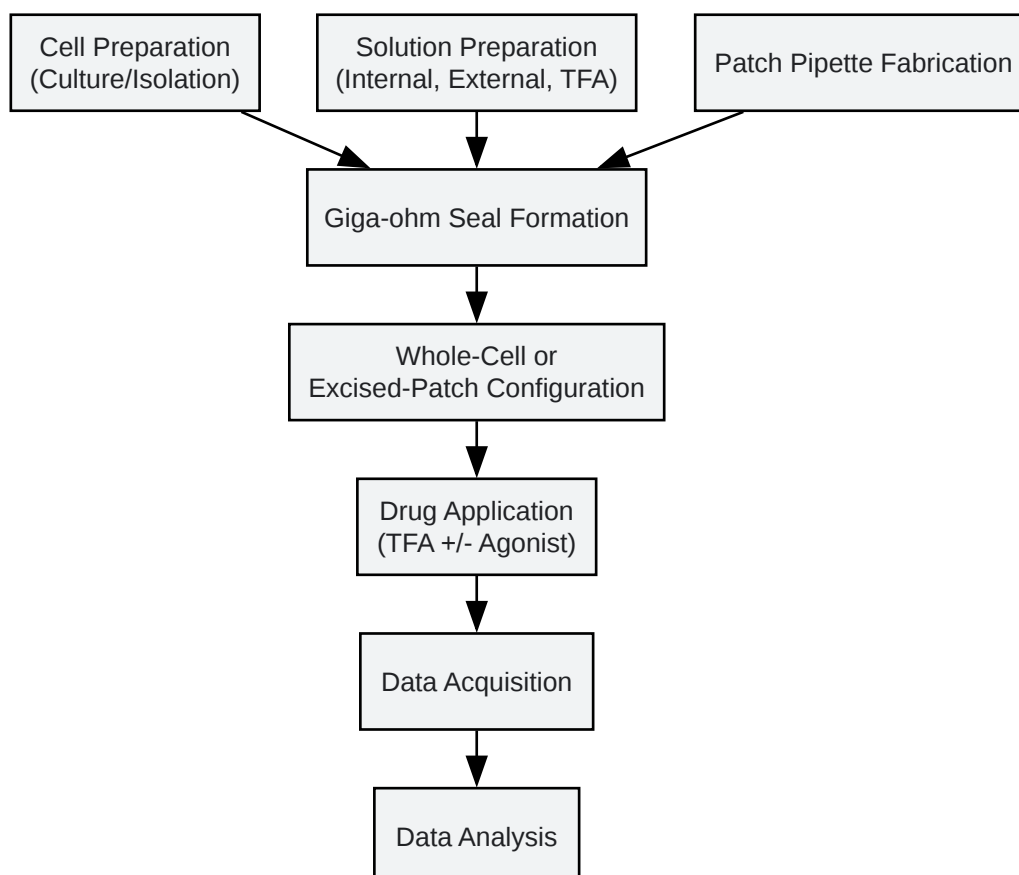 Cell Preparation
(Culture/Isolation)
Solution Preparation
(Internal, External, TFA)
Patch Pipette Fabrication
Giga-ohm Seal Formation
Whole-Cell or
Excised-Patch Configuration
Drug Application
(TFA +/- Agonist)
Data Acquisition
Data Analysis